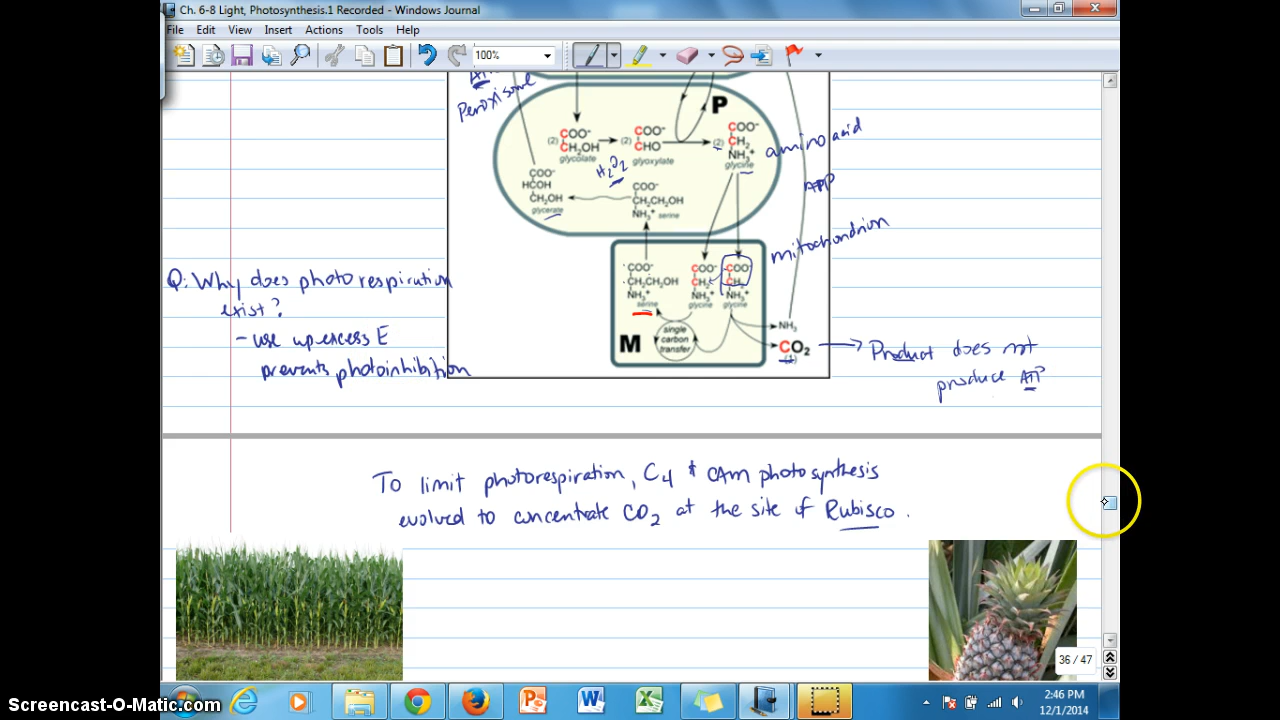 Ch. 6-8 Light, Photosynthesis.1 Recorded - Windows Journal
File Edit View Insert Actions Tools Help
100%
Peroxisome
P
COO⁻
(2) CH₂OH
glycolate
(2) COO⁻
CHO
glyoxylate
H₂O₂
COO⁻
(2) CH₂
NH₃⁺
glycine
amino acid
ATP
COO⁻
HCOH
CH₂OH
glycerate
COO⁻
CH₂CH₂OH
NH₃⁺ serine
mitochondrion
COO⁻
CH₂CH₂OH
NH₃⁺
serine
COO⁻
CH₂
NH₃⁺
glycine
COO⁻
CH₂
NH₃⁺
glycine
M
single
carbon
transfer
NH₃
CO₂
(1)
Product does not
produce ATP
Q: Why does photorespiration
exist?
- use up excess E
prevents photoinhibition
To limit photorespiration, C4 & CAM photosynthesis
evolved to concentrate CO₂ at the site of Rubisco.
36 / 47
Screencast-O-Matic.com
2:46 PM
12/1/2014